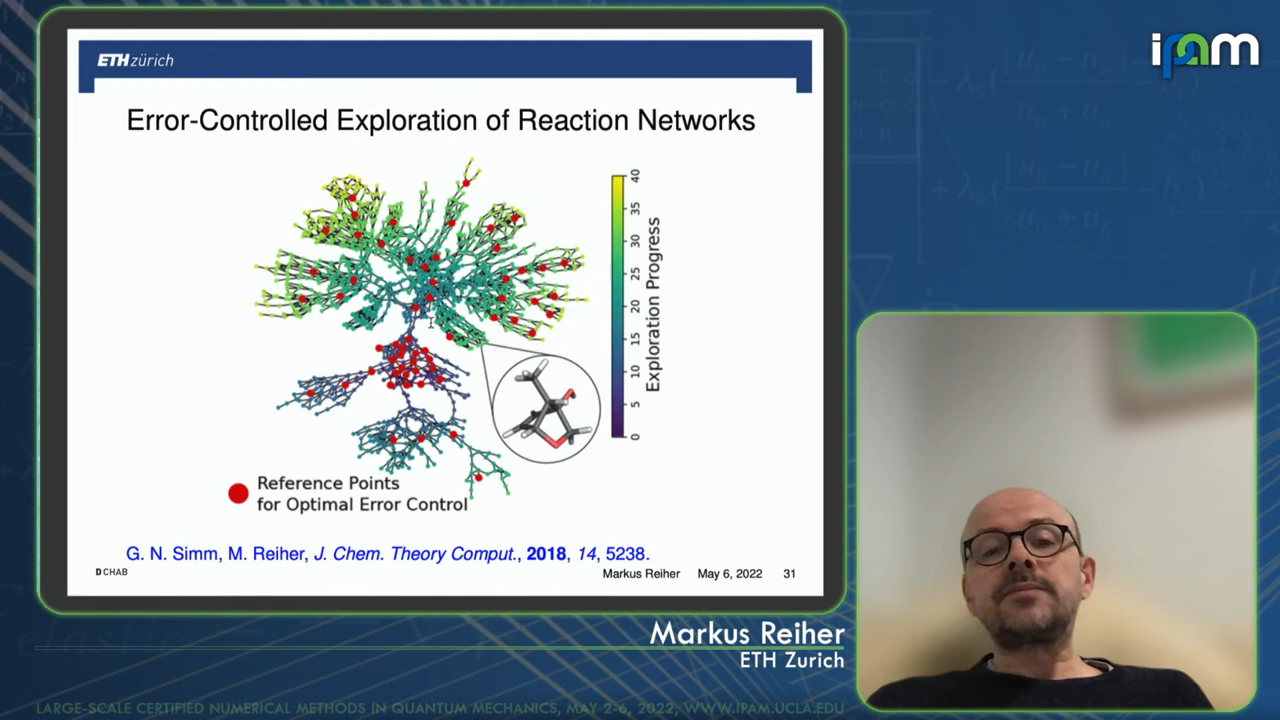 ETH zürich
ipam
Error-Controlled Exploration of Reaction Networks
40
35
30
25
20
15
10
5
0
Exploration Progress
Reference Points
for Optimal Error Control
G. N. Simm, M. Reiher, J. Chem. Theory Comput., 2018, 14, 5238.
D CHAB
Markus Reiher May 6, 2022 31
Markus Reiher
ETH Zurich
LARGE-SCALE CERTIFIED NUMERICAL METHODS IN QUANTUM MECHANICS, MAY 2-6, 2022, WWW.IPAM.UCLA.EDU